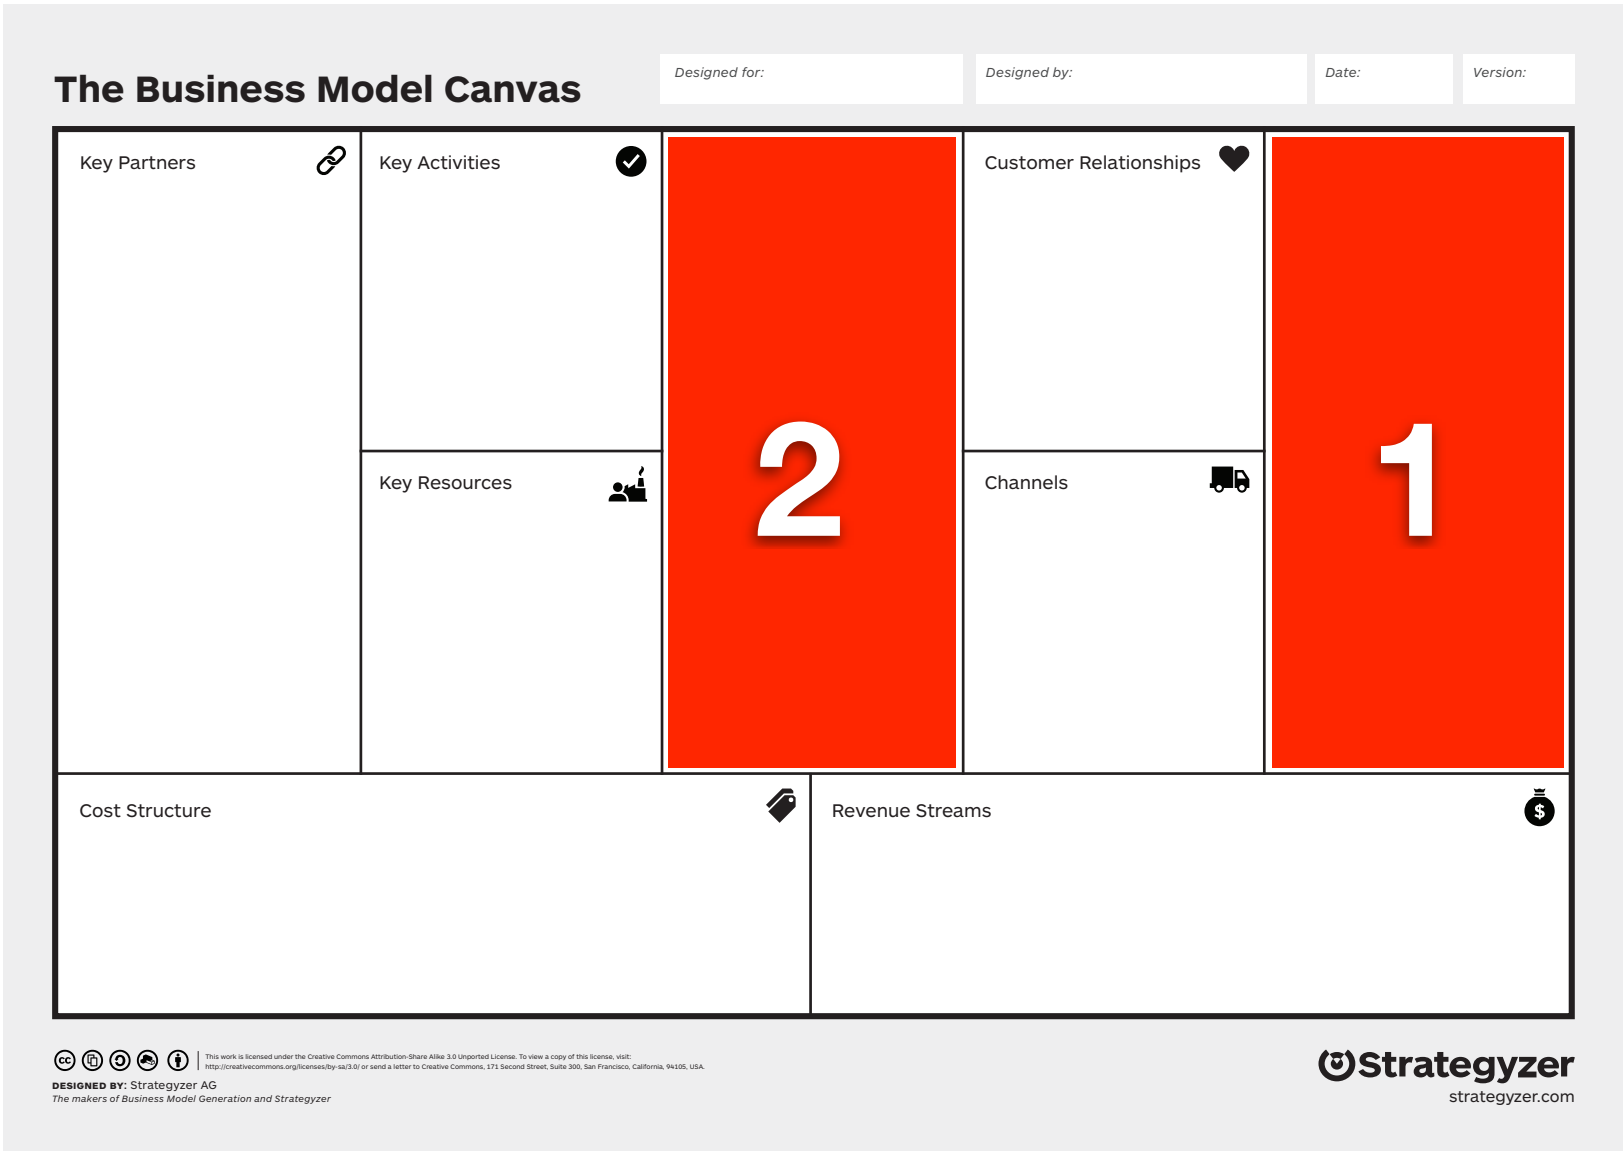 The Business Model Canvas
Designed for:
Designed by:
Date:
Version:
Key Partners
Key Activities
Key Resources
2
Customer Relationships
Channels
1
Cost Structure
Revenue Streams
$
cc
This work is licensed under the Creative Commons Attribution-Share Alike 3.0 Unported License. To view a copy of this license, visit:
http://creativecommons.org/licenses/by-sa/3.0/ or send a letter to Creative Commons, 171 Second Street, Suite 300, San Francisco, California, 94105, USA.
DESIGNED BY: Strategyzer AG
The makers of Business Model Generation and Strategyzer
Strategyzer
strategyzer.com